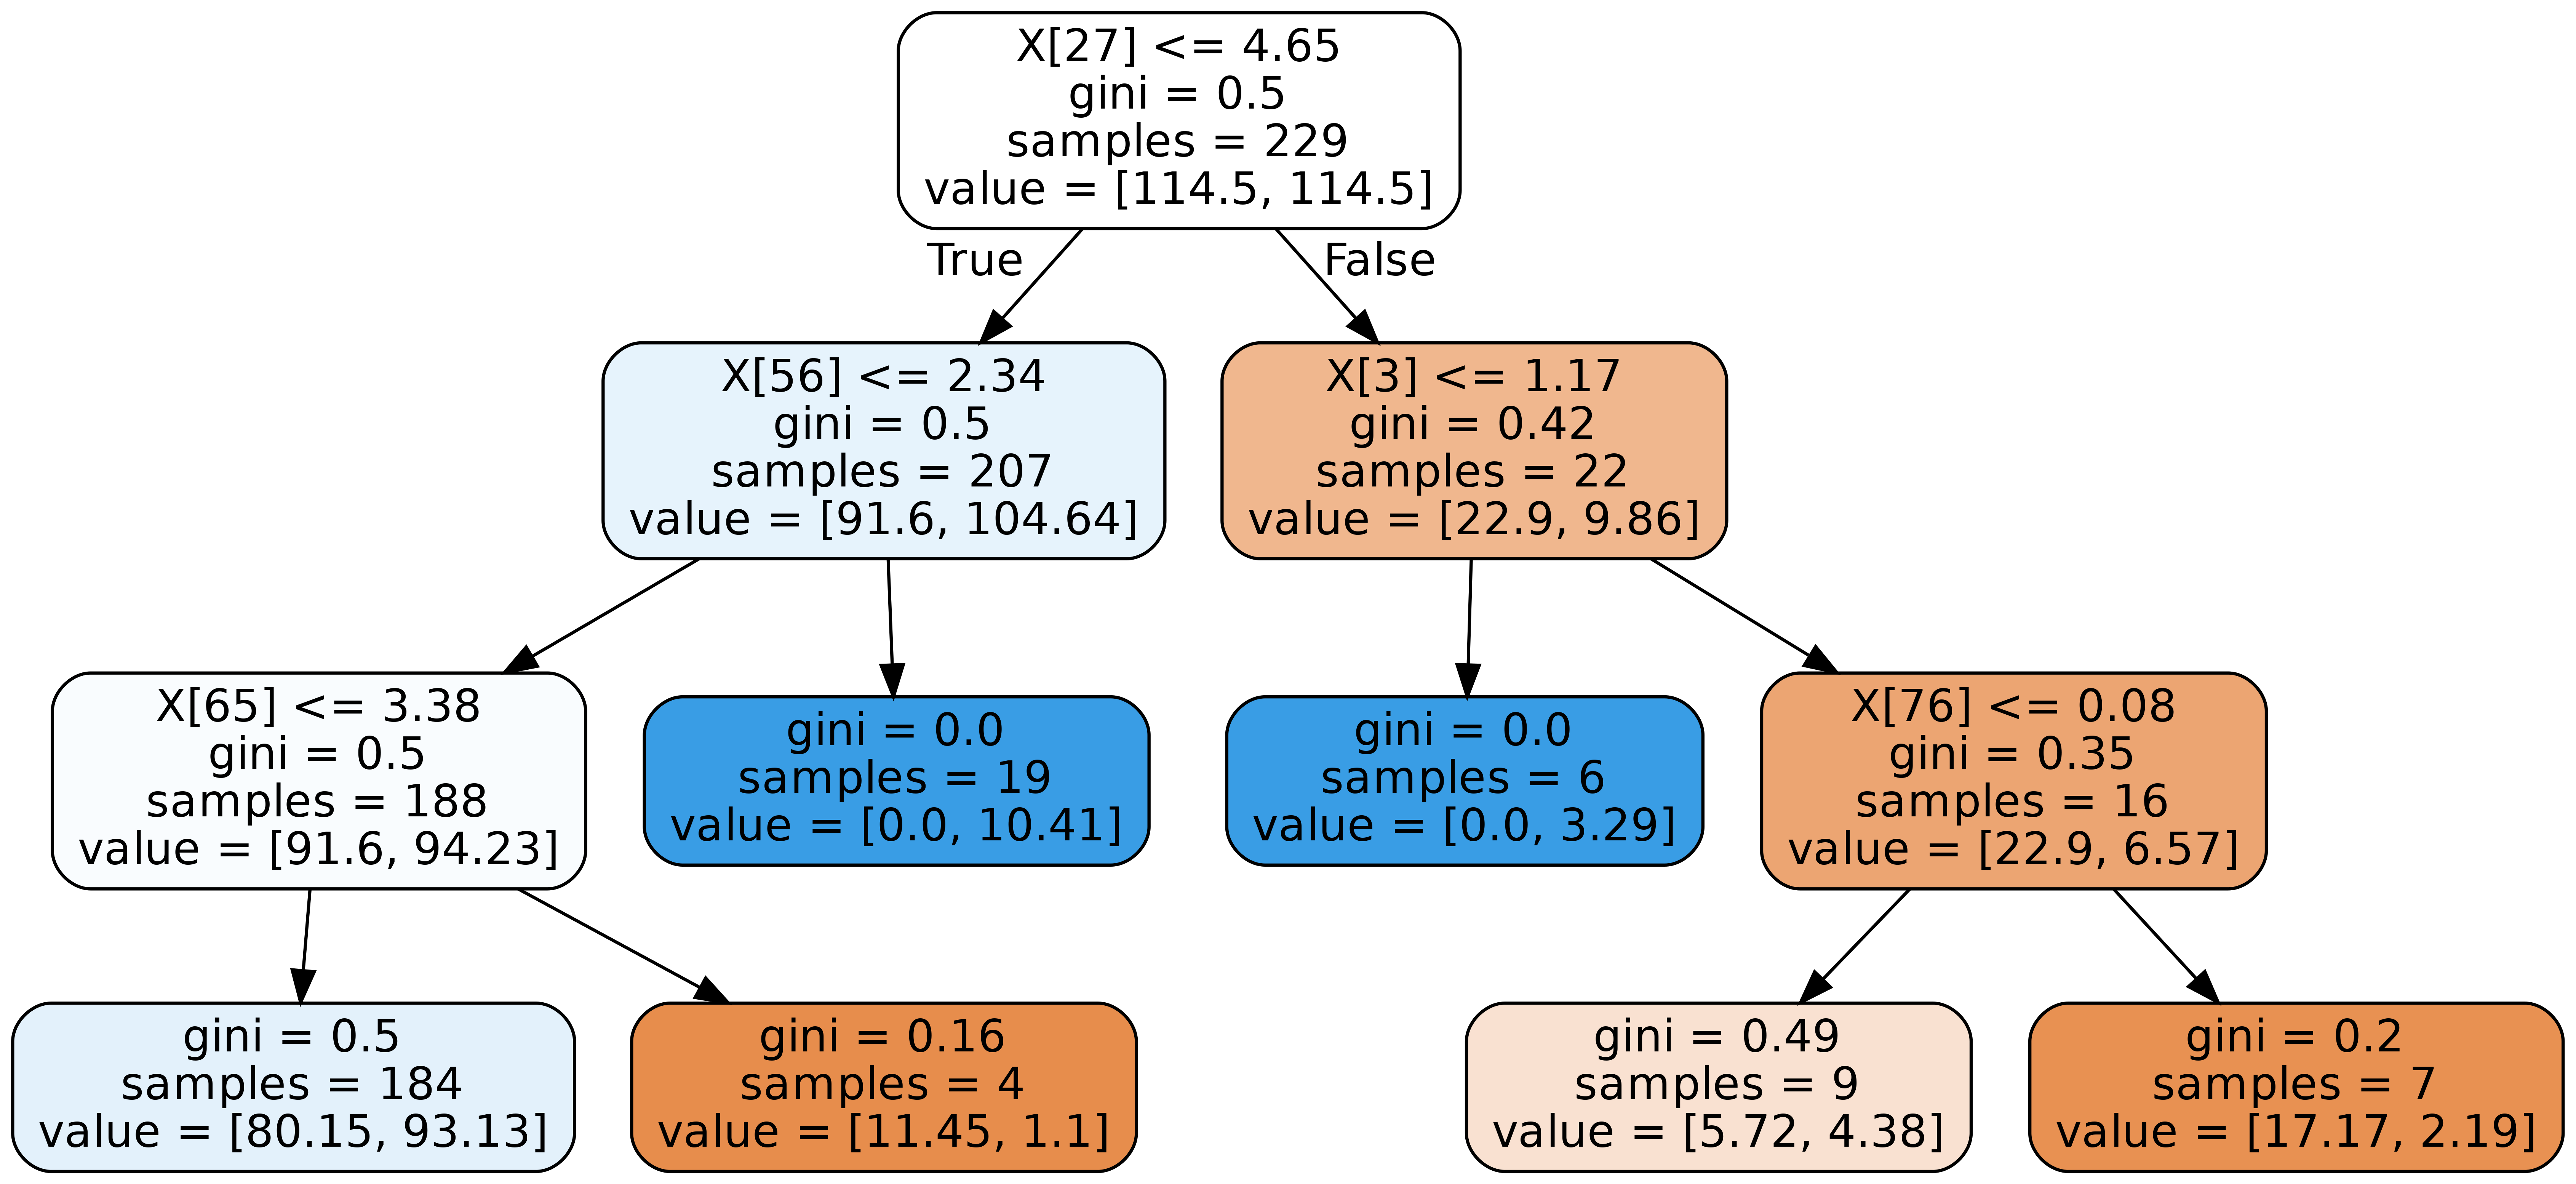 X[27] <= 4.65
gini = 0.5
samples = 229
value = [114.5, 114.5]
True
False
X[56] <= 2.34
gini = 0.5
samples = 207
value = [91.6, 104.64]
X[3] <= 1.17
gini = 0.42
samples = 22
value = [22.9, 9.86]
X[65] <= 3.38
gini = 0.5
samples = 188
value = [91.6, 94.23]
gini = 0.0
samples = 19
value = [0.0, 10.41]
gini = 0.0
samples = 6
value = [0.0, 3.29]
X[76] <= 0.08
gini = 0.35
samples = 16
value = [22.9, 6.57]
gini = 0.5
samples = 184
value = [80.15, 93.13]
gini = 0.16
samples = 4
value = [11.45, 1.1]
gini = 0.49
samples = 9
value = [5.72, 4.38]
gini = 0.2
samples = 7
value = [17.17, 2.19]